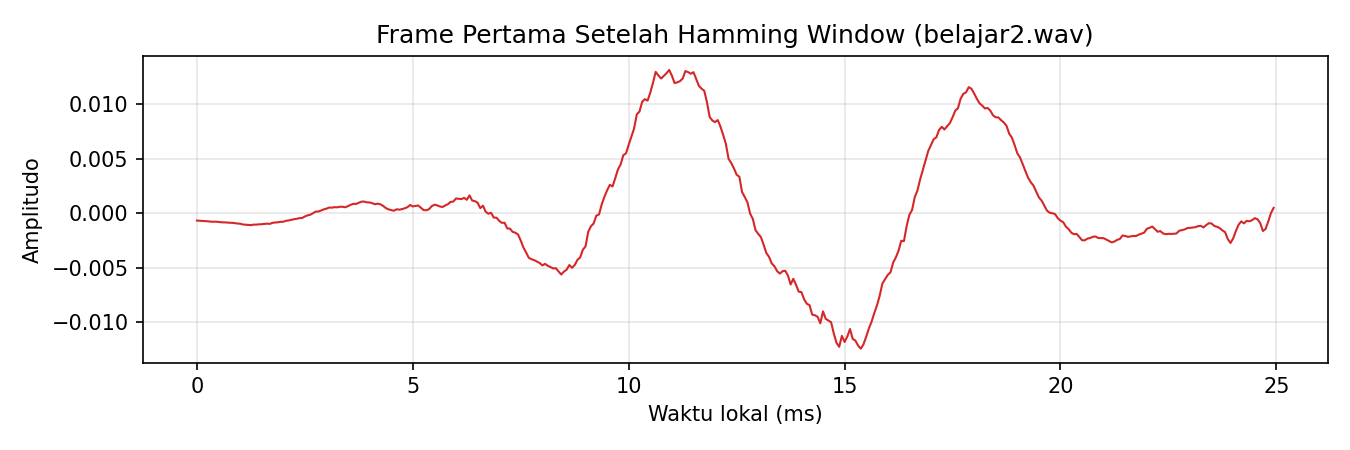 Frame Pertama Setelah Hamming Window (belajar2.wav)
Amplitudo
0.010
0.005
0.000
−0.005
−0.010
0 5 10 15 20 25
Waktu lokal (ms)